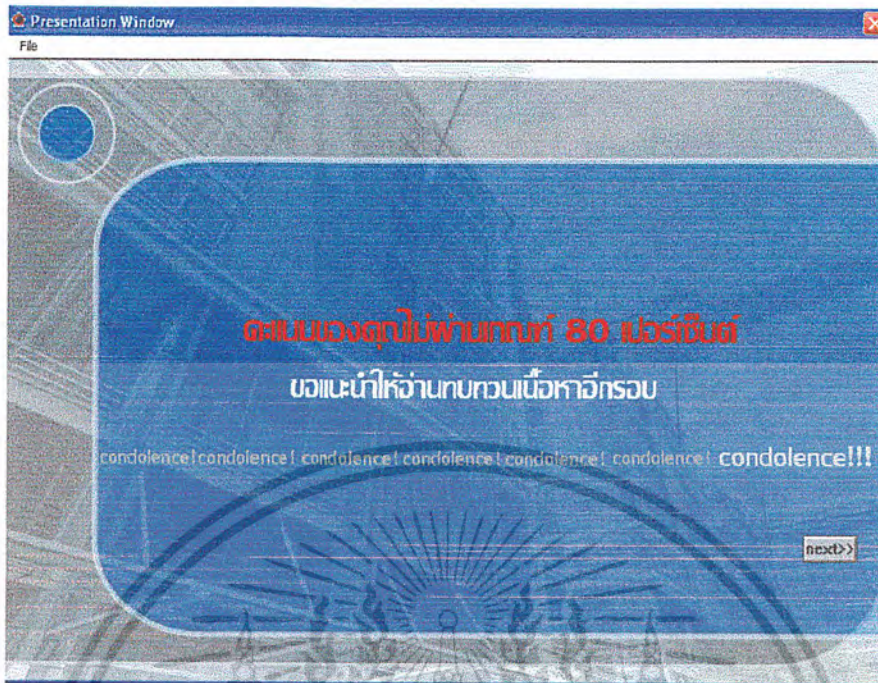 Presentation Window
File
คะแนนของคุณไม่ผ่านเกณฑ์ 80 เปอร์เซ็นต์
ขอแนะนำให้อ่านทบทวนเนื้อหาอีกรอบ
condolence!condolence! condolence! condolence! condolence! condolence! condolence!!!
next>>